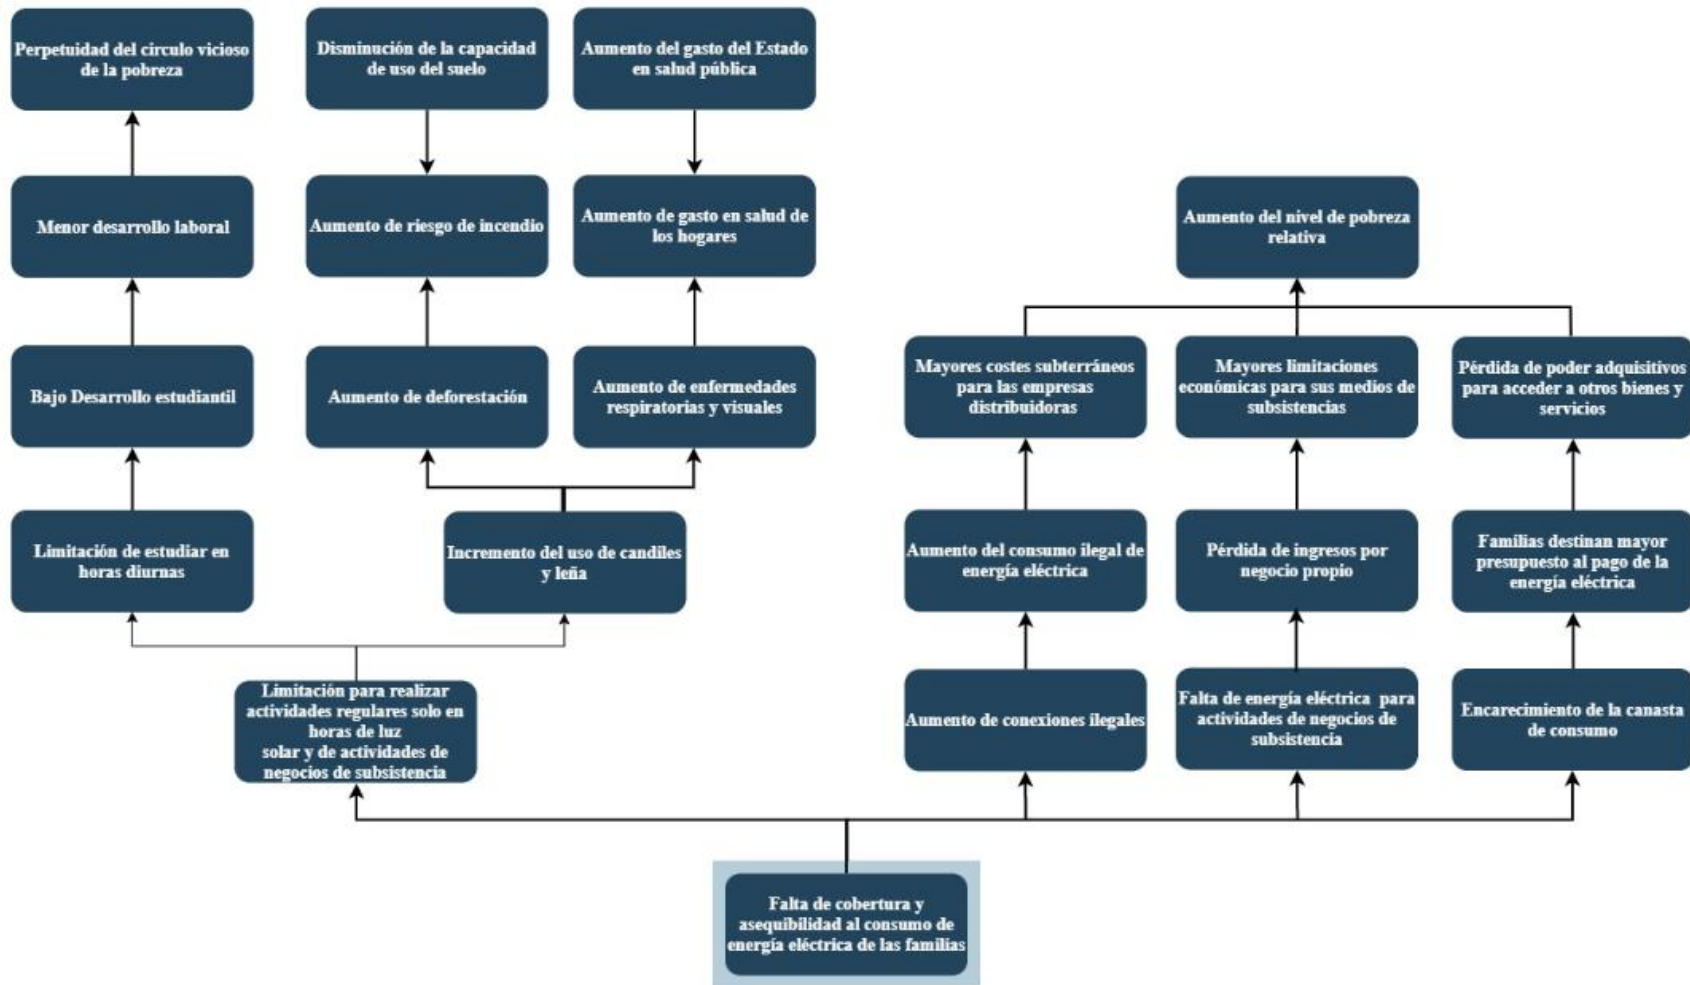 Perpetuidad del circulo vicioso
de la pobreza
Disminución de la capacidad
de uso del suelo
Aumento del gasto del Estado
en salud pública
Menor desarrollo laboral
Aumento de riesgo de incendio
Aumento de gasto en salud de
los hogares
Aumento del nivel de pobreza
relativa
Bajo Desarrollo estudiantil
Aumento de deforestación
Aumento de enfermedades
respiratorias y visuales
Mayores costes subterráneos
para las empresas
distribuidoras
Mayores limitaciones
económicas para sus medios de
subsistencias
Pérdida de poder adquisitivos
para acceder a otros bienes y
servicios
Limitación de estudiar en
horas diurnas
Incremento del uso de candiles
y leña
Aumento del consumo ilegal de
energía eléctrica
Pérdida de ingresos por
negocio propio
Familias destinan mayor
presupuesto al pago de la
energía eléctrica
Limitación para realizar
actividades regulares solo en
horas de luz
solar y de actividades de
negocios de subsistencia
Aumento de conexiones ilegales
Falta de energía eléctrica para
actividades de negocios de
subsistencia
Encarecimiento de la canasta
de consumo
Falta de cobertura y
asequibilidad al consumo de
energía eléctrica de las familias